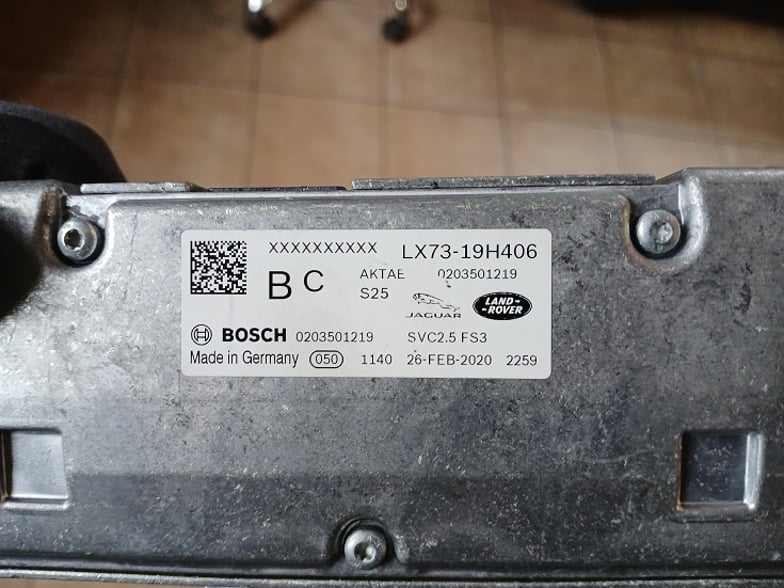 XXXXXXXXXX LX73-19H406
B C AKTAE 0203501219
S25
JAGUAR LAND-ROVER
BOSCH 0203501219 SVC2.5 FS3
Made in Germany 050 1140 26-FEB-2020 2259